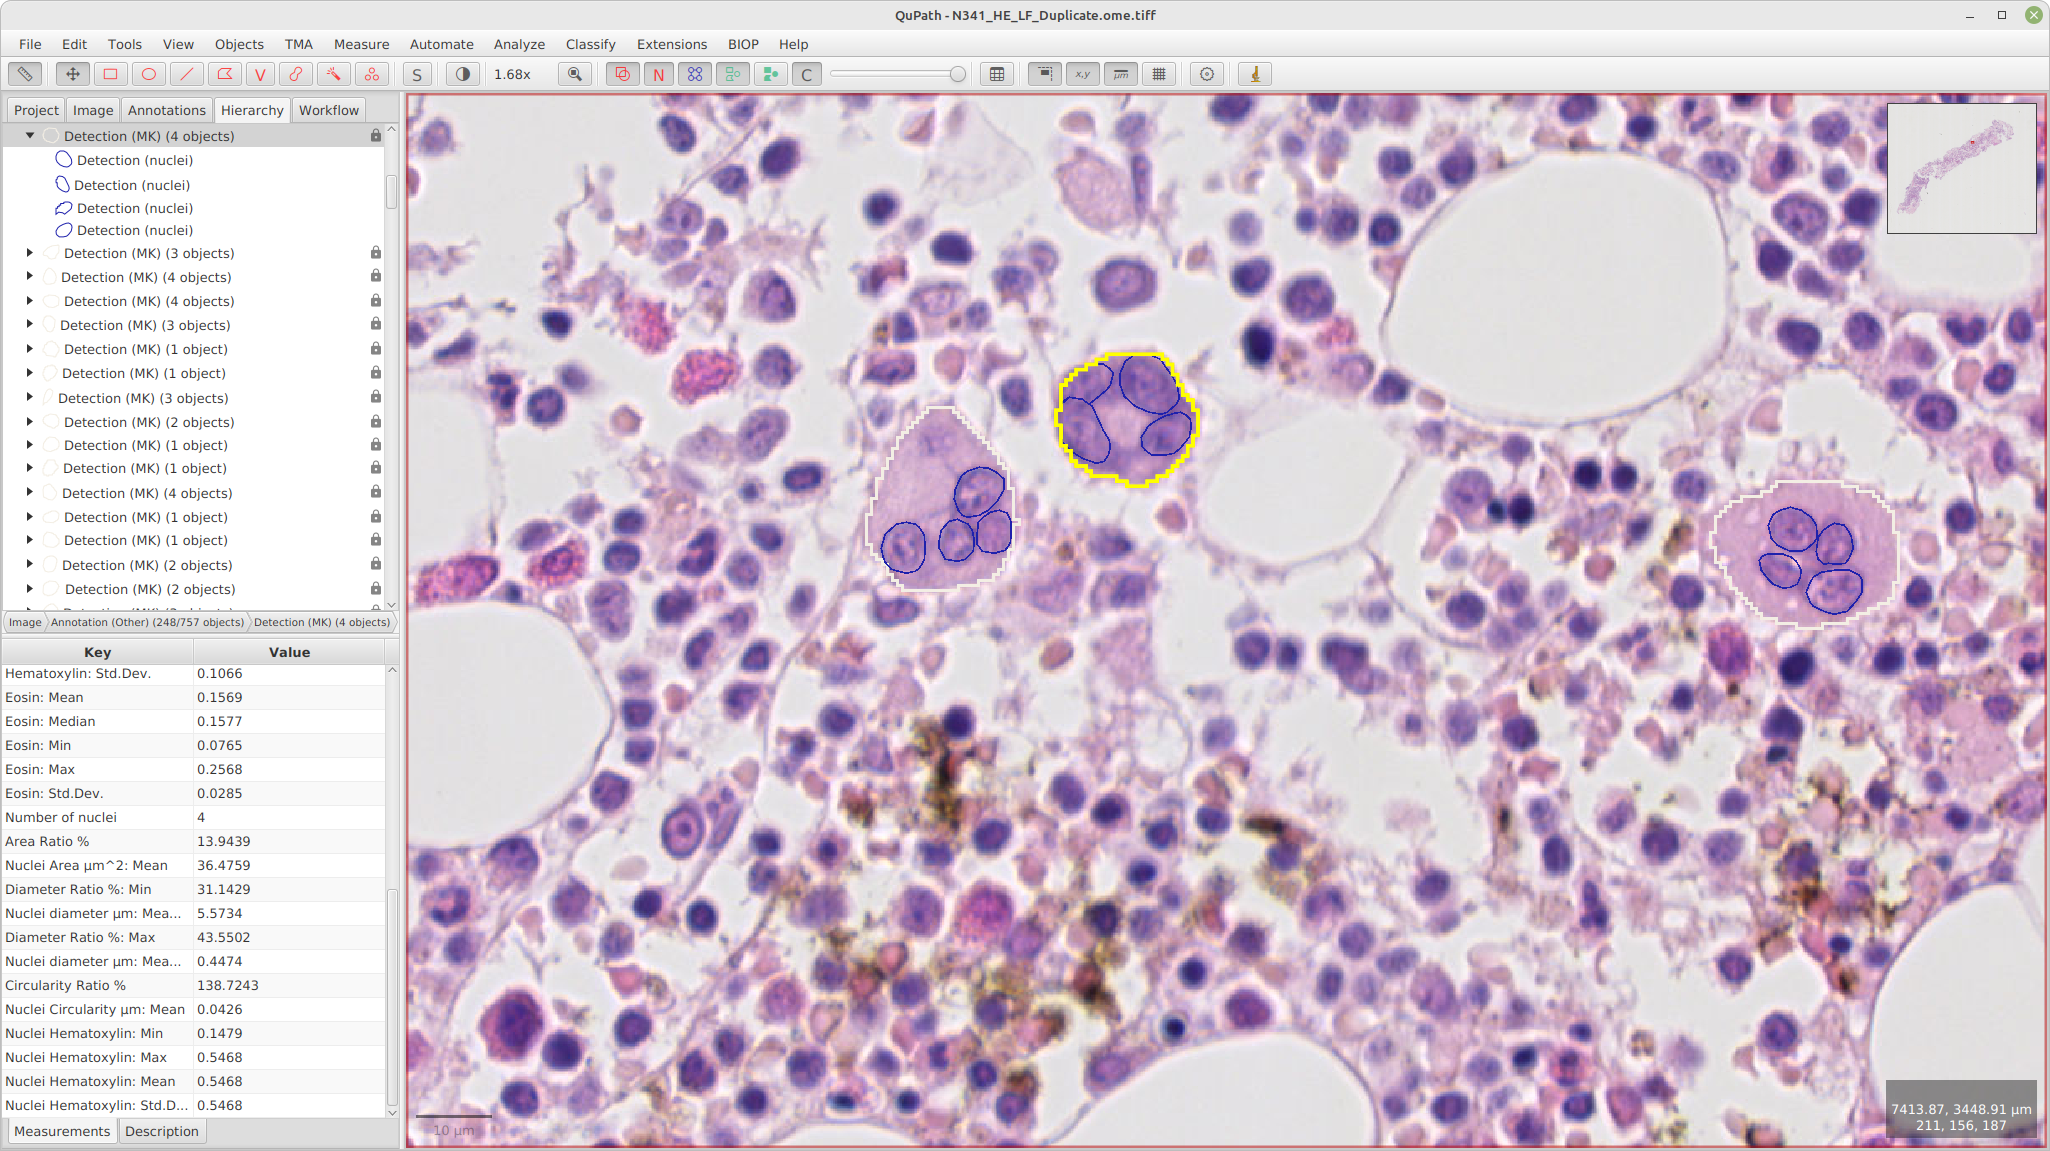 QuPath - N341_HE_LF_Duplicate.ome.tiff
File Edit Tools View Objects TMA Measure Automate Analyze Classify Extensions BIOP Help
V S 1.68x N C x,y μm
Project Image Annotations Hierarchy Workflow
Detection (MK) (4 objects)
Detection (nuclei)
Detection (nuclei)
Detection (nuclei)
Detection (nuclei)
Detection (MK) (3 objects)
Detection (MK) (4 objects)
Detection (MK) (4 objects)
Detection (MK) (3 objects)
Detection (MK) (1 object)
Detection (MK) (1 object)
Detection (MK) (3 objects)
Detection (MK) (2 objects)
Detection (MK) (1 object)
Detection (MK) (1 object)
Detection (MK) (4 objects)
Detection (MK) (1 object)
Detection (MK) (1 object)
Detection (MK) (2 objects)
Detection (MK) (2 objects)
Image Annotation (Other) (248/757 objects) Detection (MK) (4 objects)
Key Value
Hematoxylin: Std.Dev. 0.1066
Eosin: Mean 0.1569
Eosin: Median 0.1577
Eosin: Min 0.0765
Eosin: Max 0.2568
Eosin: Std.Dev. 0.0285
Number of nuclei 4
Area Ratio % 13.9439
Nuclei Area μm^2: Mean 36.4759
Diameter Ratio %: Min 31.1429
Nuclei diameter μm: Mea... 5.5734
Diameter Ratio %: Max 43.5502
Nuclei diameter μm: Mea... 0.4474
Circularity Ratio % 138.7243
Nuclei Circularity μm: Mean 0.0426
Nuclei Hematoxylin: Min 0.1479
Nuclei Hematoxylin: Max 0.5468
Nuclei Hematoxylin: Mean 0.5468
Nuclei Hematoxylin: Std.D... 0.5468
Measurements Description
10 μm
7413.87, 3448.91 μm
211, 156, 187